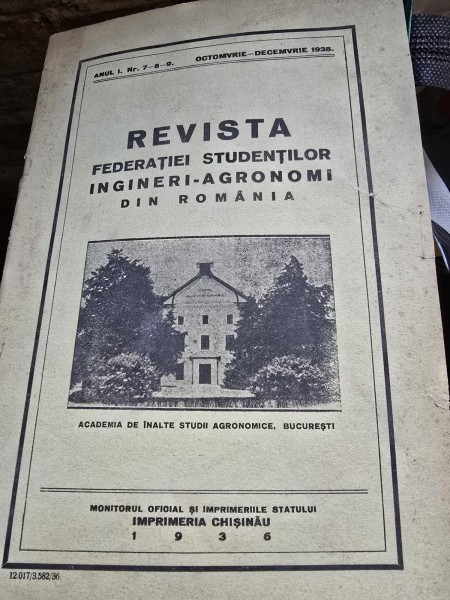 ANUL I. Nr. 7—8—9. OCTOMVRIE—DECEMVRIE 1935.
REVISTA
FEDERAȚIEI STUDENȚILOR
INGINERI-AGRONOMI
DIN ROMÂNIA
ACADEMIA DE ÎNALTE STUDII AGRONOMICE, BUCUREȘTI
MONITORUL OFICIAL ȘI IMPRIMERIILE STATULUI
IMPRIMERIA CHIȘINĂU
1 9 3 6
12.017/3.582/36